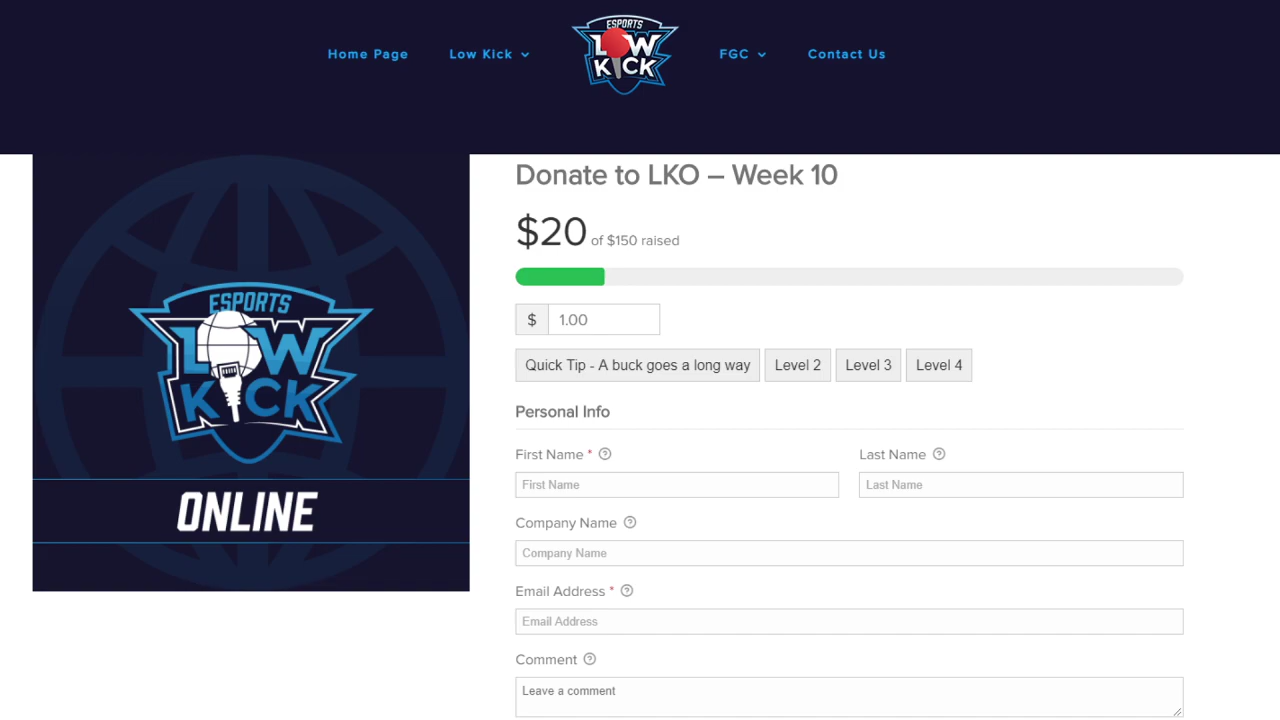 Home Page
Low Kick
ESPORTS
LOW
KICK
FGC
Contact Us
ESPORTS
LOW
KICK
ONLINE
Donate to LKO – Week 10
$20 of $150 raised
$ 1.00
Quick Tip - A buck goes a long way
Level 2
Level 3
Level 4
Personal Info
First Name *
Last Name
First Name
Last Name
Company Name
Company Name
Email Address *
Email Address
Comment
Leave a comment